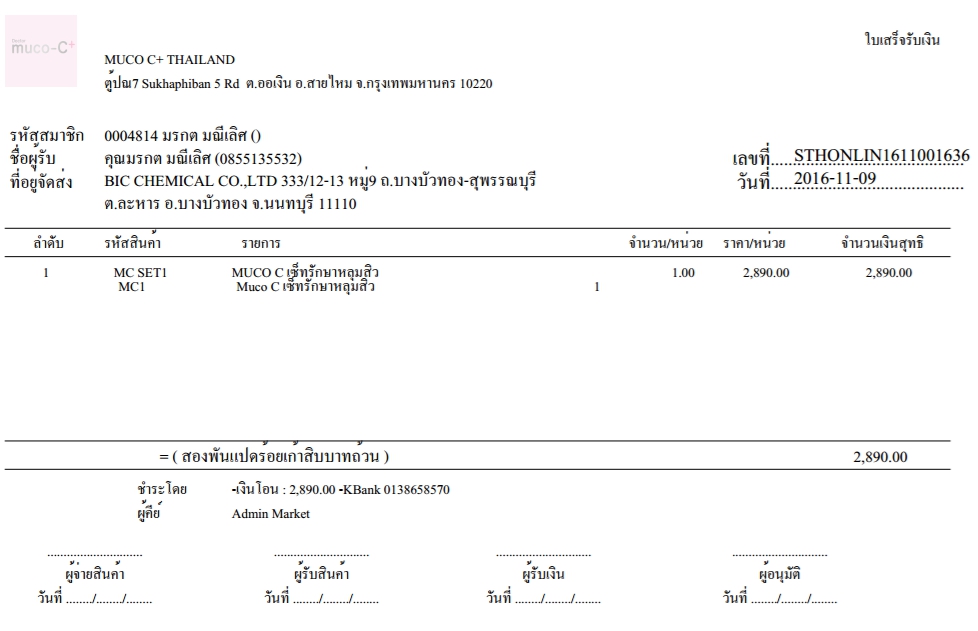 muco-C+
ใบเสร็จรับเงิน
MUCO C+ THAILAND
ตู้ปณ7 Sukhaphiban 5 Rd ต.ออเงิน อ.สายไหม จ.กรุงเทพมหานคร 10220
รหัสสมาชิก 0004814 มรกต มณีเลิศ ()
ชื่อผู้รับ คุณมรกต มณีเลิศ (0855135532)
เลขที่.... STHONLIN1611001636
ที่อยู่จัดส่ง BIC CHEMICAL CO.,LTD 333/12-13 หมู่9 ถ.บางบัวทอง-สุพรรณบุรี
วันที่.... 2016-11-09
ต.ละหาร อ.บางบัวทอง จ.นนทบุรี 11110
ลำดับ รหัสสินค้า รายการ จำนวน/หน่วย ราคา/หน่วย จำนวนเงินสุทธิ
1 MC SET1 MUCO C เซ็ทรักษาหลุมสิว 1.00 2,890.00 2,890.00
MC1 Muco C เซ็ทรักษาหลุมสิว 1
= ( สองพันแปดร้อยเก้าสิบบาทถ้วน ) 2,890.00
ชำระโดย -เงินโอน : 2,890.00 -KBank 0138658570
ผู้คีย์ Admin Market
............................ ............................ ............................ ............................
ผู้จ่ายสินค้า ผู้รับสินค้า ผู้รับเงิน ผู้อนุมัติ
วันที่ ......../......../........ วันที่ ......../......../........ วันที่ ......../......../........ วันที่ ......../......../........